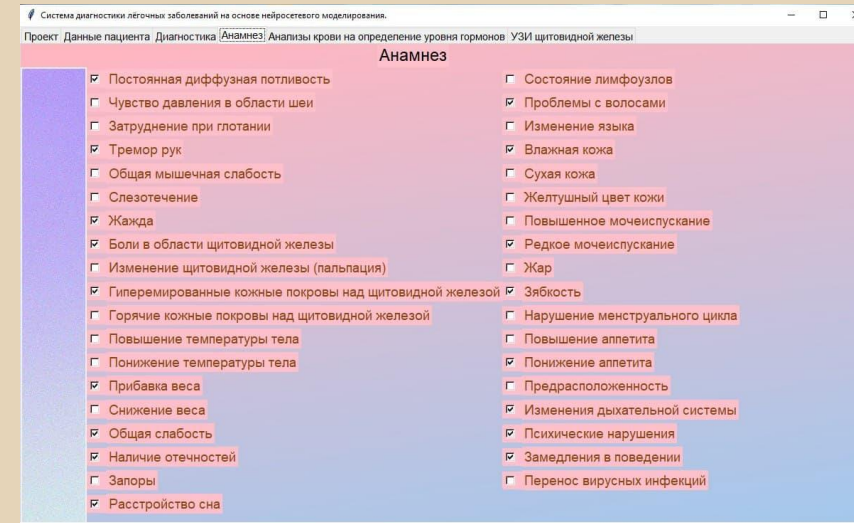 Система диагностики лёгочных заболеваний на основе нейросетевого моделирования.
Проект Данные пациента Диагностика Анамнез Анализы крови на определение уровня гормонов УЗИ щитовидной железы
Анамнез
Постоянная диффузная потливость
Чувство давления в области шеи
Затруднение при глотании
Тремор рук
Общая мышечная слабость
Слезотечение
Жажда
Боли в области щитовидной железы
Изменение щитовидной железы (пальпация)
Гиперемированные кожные покровы над щитовидной железой
Горячие кожные покровы над щитовидной железой
Повышение температуры тела
Понижение температуры тела
Прибавка веса
Снижение веса
Общая слабость
Наличие отечностей
Запоры
Расстройство сна
Состояние лимфоузлов
Проблемы с волосами
Изменение языка
Влажная кожа
Сухая кожа
Желтушный цвет кожи
Повышенное мочеиспускание
Редкое мочеиспускание
Жар
Зябкость
Нарушение менструального цикла
Повышение аппетита
Понижение аппетита
Предрасположенность
Изменения дыхательной системы
Психические нарушения
Замедления в поведении
Перенос вирусных инфекций